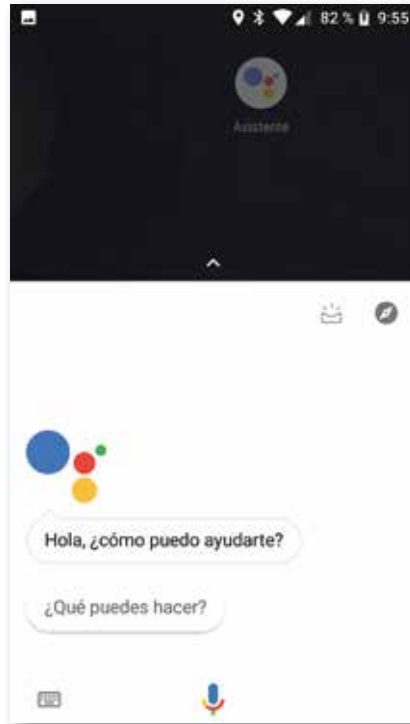 82 % 9:55
Asistente
Hola, ¿cómo puedo ayudarte?
¿Qué puedes hacer?